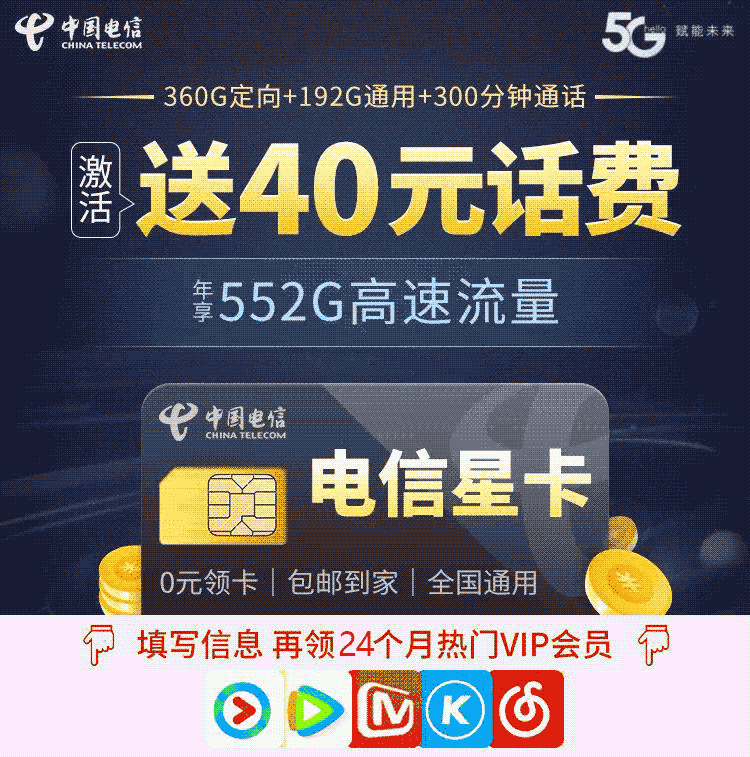 中国电信
CHINA TELECOM
5G
hello
赋能未来
360G定向+192G通用+300分钟通话
激活
送40元话费
年享
552G高速流量
中国电信
CHINA TELECOM
电信星卡
0元领卡｜包邮到家｜全国通用
填写信息 再领24个月热门VIP会员
K